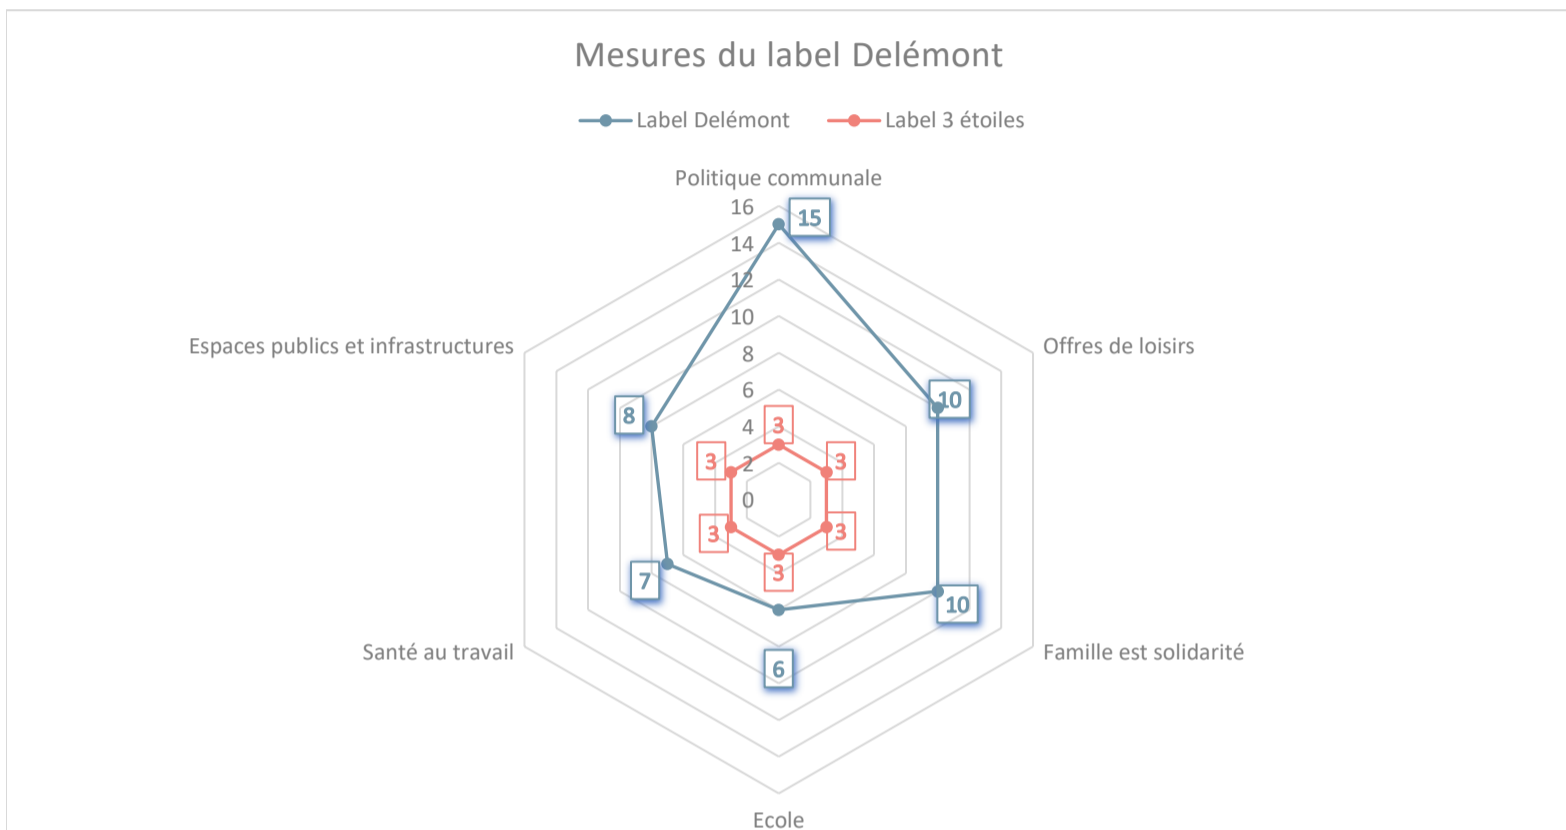 Mesures du label Delémont
Label Delémont
Label 3 étoiles
Politique communale
16
15
14
12
10
8
6
4
2
0
Espaces publics et infrastructures
Offres de loisirs
8
10
3
3
3
3
3
3
7
10
6
Santé au travail
Famille est solidarité
Ecole